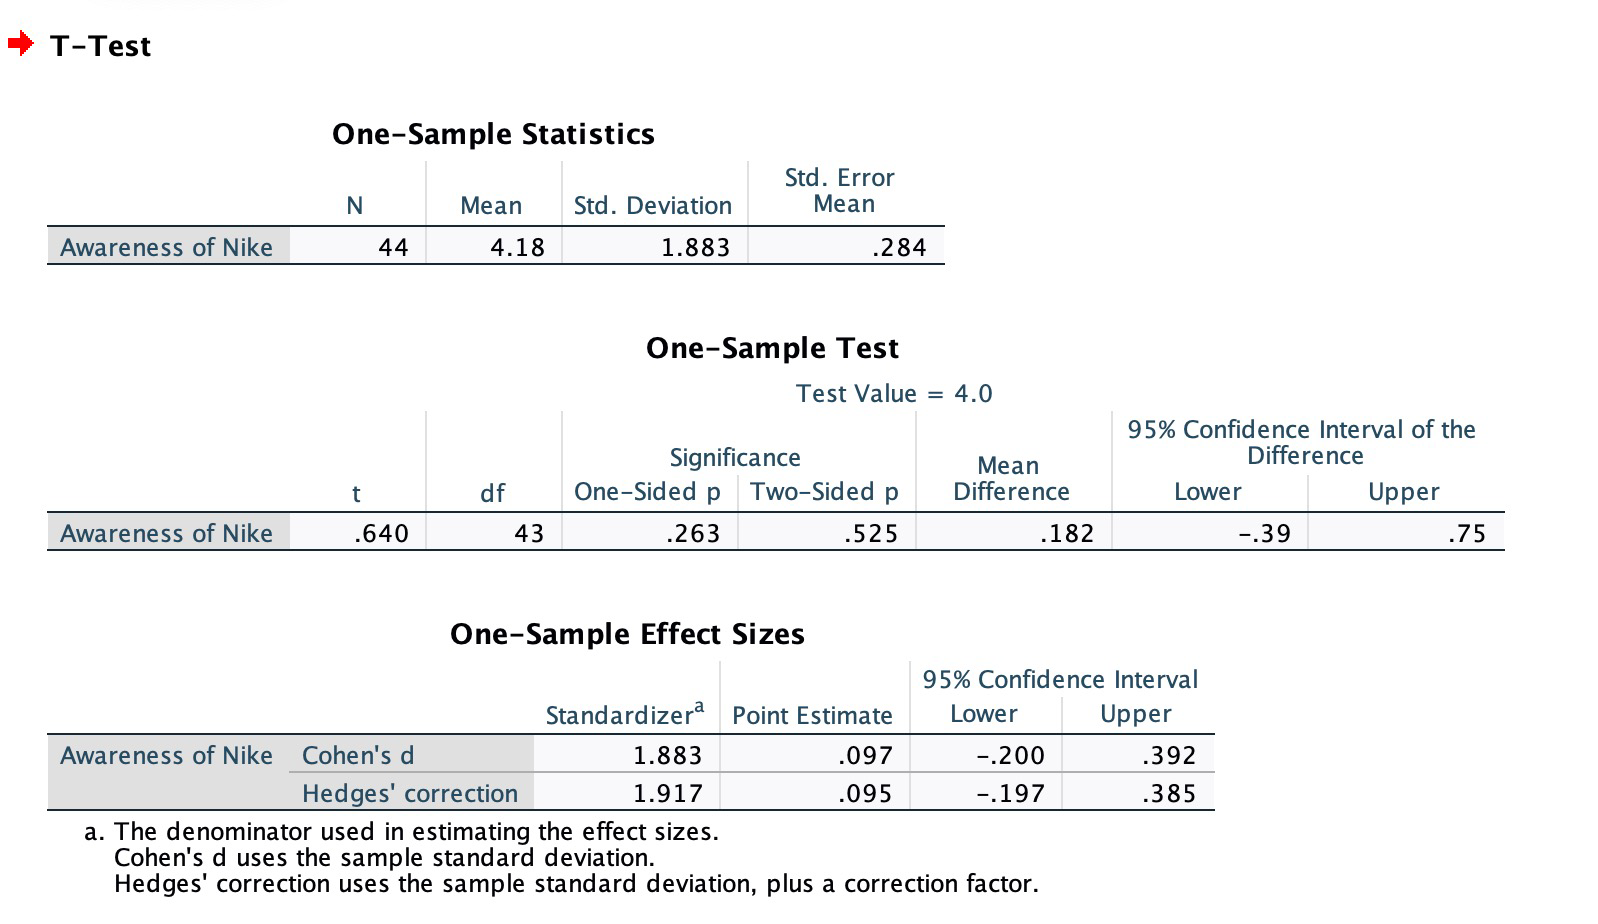 T-Test
One-Sample Statistics
N Mean Std. Deviation Std. Error Mean
Awareness of Nike 44 4.18 1.883 .284
One-Sample Test
Test Value = 4.0
t df Significance Mean Difference 95% Confidence Interval of the Difference
One-Sided p Two-Sided p Lower Upper
Awareness of Nike .640 43 .263 .525 .182 -.39 .75
One-Sample Effect Sizes
Standardizerᵃ Point Estimate 95% Confidence Interval
Lower Upper
Awareness of Nike Cohen's d 1.883 .097 -.200 .392
Hedges' correction 1.917 .095 -.197 .385
a. The denominator used in estimating the effect sizes.
Cohen's d uses the sample standard deviation.
Hedges' correction uses the sample standard deviation, plus a correction factor.